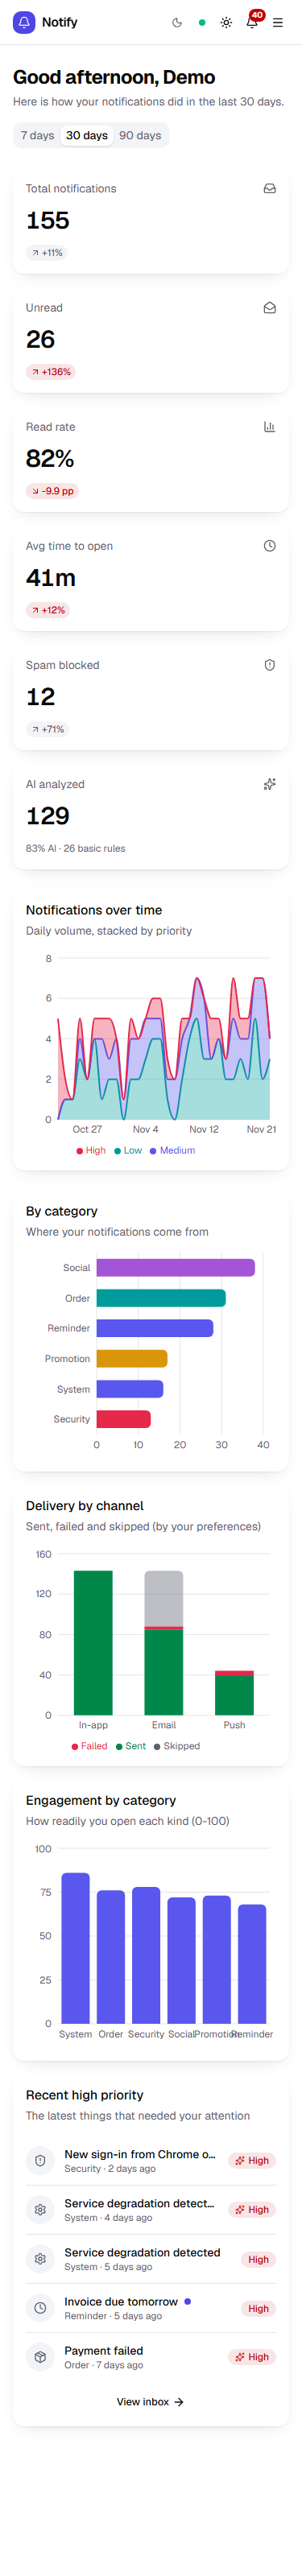 Notify
40
Good afternoon, Demo
Here is how your notifications did in the last 30 days.
7 days 30 days 90 days
Total notifications
155
+11%
Unread
26
+136%
Read rate
82%
-9.9 pp
Avg time to open
41m
+12%
Spam blocked
12
+71%
AI analyzed
129
83% AI · 26 basic rules
Notifications over time
Daily volume, stacked by priority
8
6
4
2
0
Oct 27 Nov 4 Nov 12 Nov 21
High Low Medium
By category
Where your notifications come from
Social
Order
Reminder
Promotion
System
Security
0 10 20 30 40
Delivery by channel
Sent, failed and skipped (by your preferences)
160
120
80
40
0
In-app Email Push
Failed Sent Skipped
Engagement by category
How readily you open each kind (0-100)
100
75
50
25
0
System Order Security Social Promotion Reminder
Recent high priority
The latest things that needed your attention
New sign-in from Chrome o... High
Security · 2 days ago
Service degradation detect... High
System · 4 days ago
Service degradation detected High
System · 5 days ago
Invoice due tomorrow High
Reminder · 5 days ago
Payment failed High
Order · 7 days ago
View inbox →